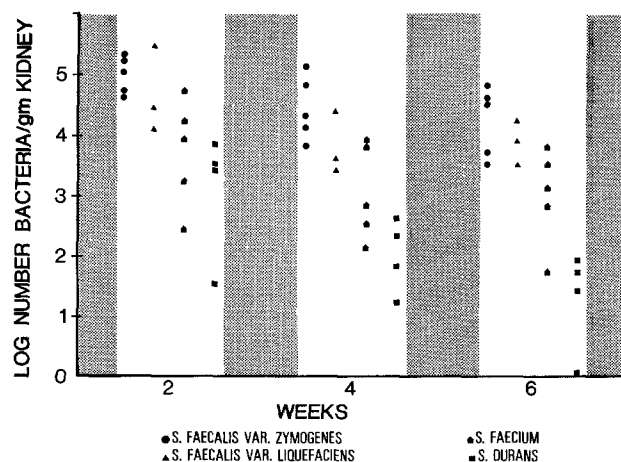 LOG NUMBER BACTERIA/gm KIDNEY
5
4
3
2
1
0
2 4 6
WEEKS
● S. FAECALIS VAR. ZYMOGENES
▲ S. FAECALIS VAR. LIQUEFACIENS
S. FAECIUM
■ S. DURANS